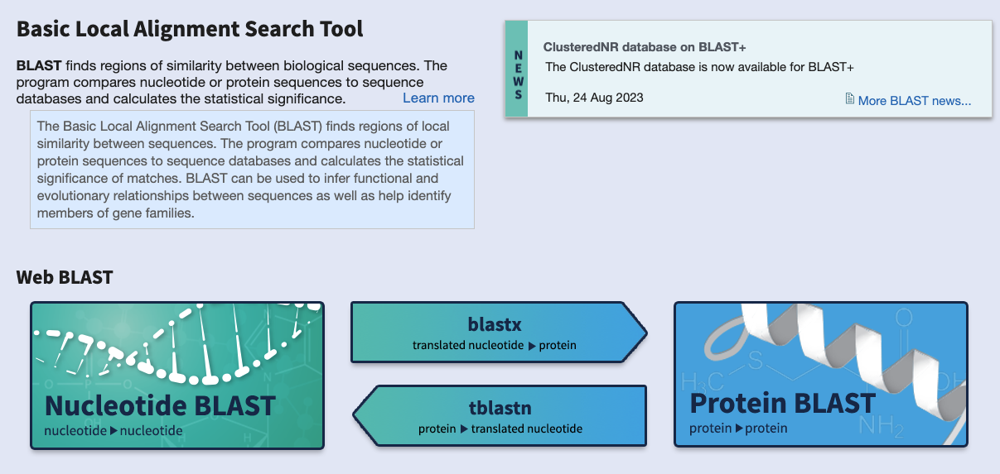 Basic Local Alignment Search Tool
BLAST finds regions of similarity between biological sequences. The
program compares nucleotide or protein sequences to sequence
databases and calculates the statistical significance.
Learn more
The Basic Local Alignment Search Tool (BLAST) finds regions of local
similarity between sequences. The program compares nucleotide or
protein sequences to sequence databases and calculates the statistical
significance of matches. BLAST can be used to infer functional and
evolutionary relationships between sequences as well as help identify
members of gene families.
NEWS
ClusteredNR database on BLAST+
The ClusteredNR database is now available for BLAST+
Thu, 24 Aug 2023
More BLAST news...
Web BLAST
Nucleotide BLAST
nucleotide ▶ nucleotide
blastx
translated nucleotide ▶ protein
tblastn
protein ▶ translated nucleotide
O
S
H₃C
OH
NH₂
Protein BLAST
protein ▶ protein